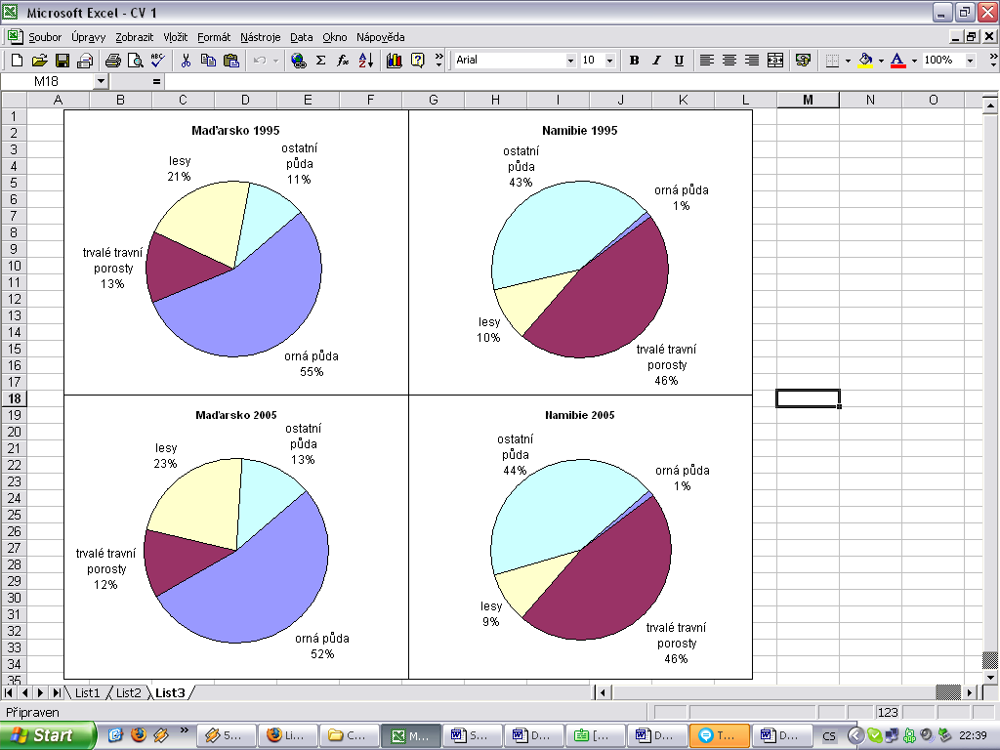 Microsoft Excel - CV 1
Soubor Úpravy Zobrazit Vložit Formát Nástroje Data Okno Nápověda
Arial 10 B I U 100%
M18 =
A B C D E F G H I J K L M N O
1
2
3
4
5
6
7
8
9
10
11
12
13
14
15
16
17
18
19
20
21
22
23
24
25
26
27
28
29
30
31
32
33
34
35
Maďarsko 1995
ostatní
půda
11%
lesy
21%
trvalé travní
porosty
13%
orná půda
55%
Namibie 1995
ostatní
půda
43%
orná půda
1%
lesy
10%
trvalé travní
porosty
46%
Maďarsko 2005
ostatní
půda
13%
lesy
23%
trvalé travní
porosty
12%
orná půda
52%
Namibie 2005
ostatní
půda
44%
orná půda
1%
lesy
9%
trvalé travní
porosty
46%
List1 List2 List3
Připraven 123
Start 5... Li... C... M... S... D... [... D... T... D... CS 22:39